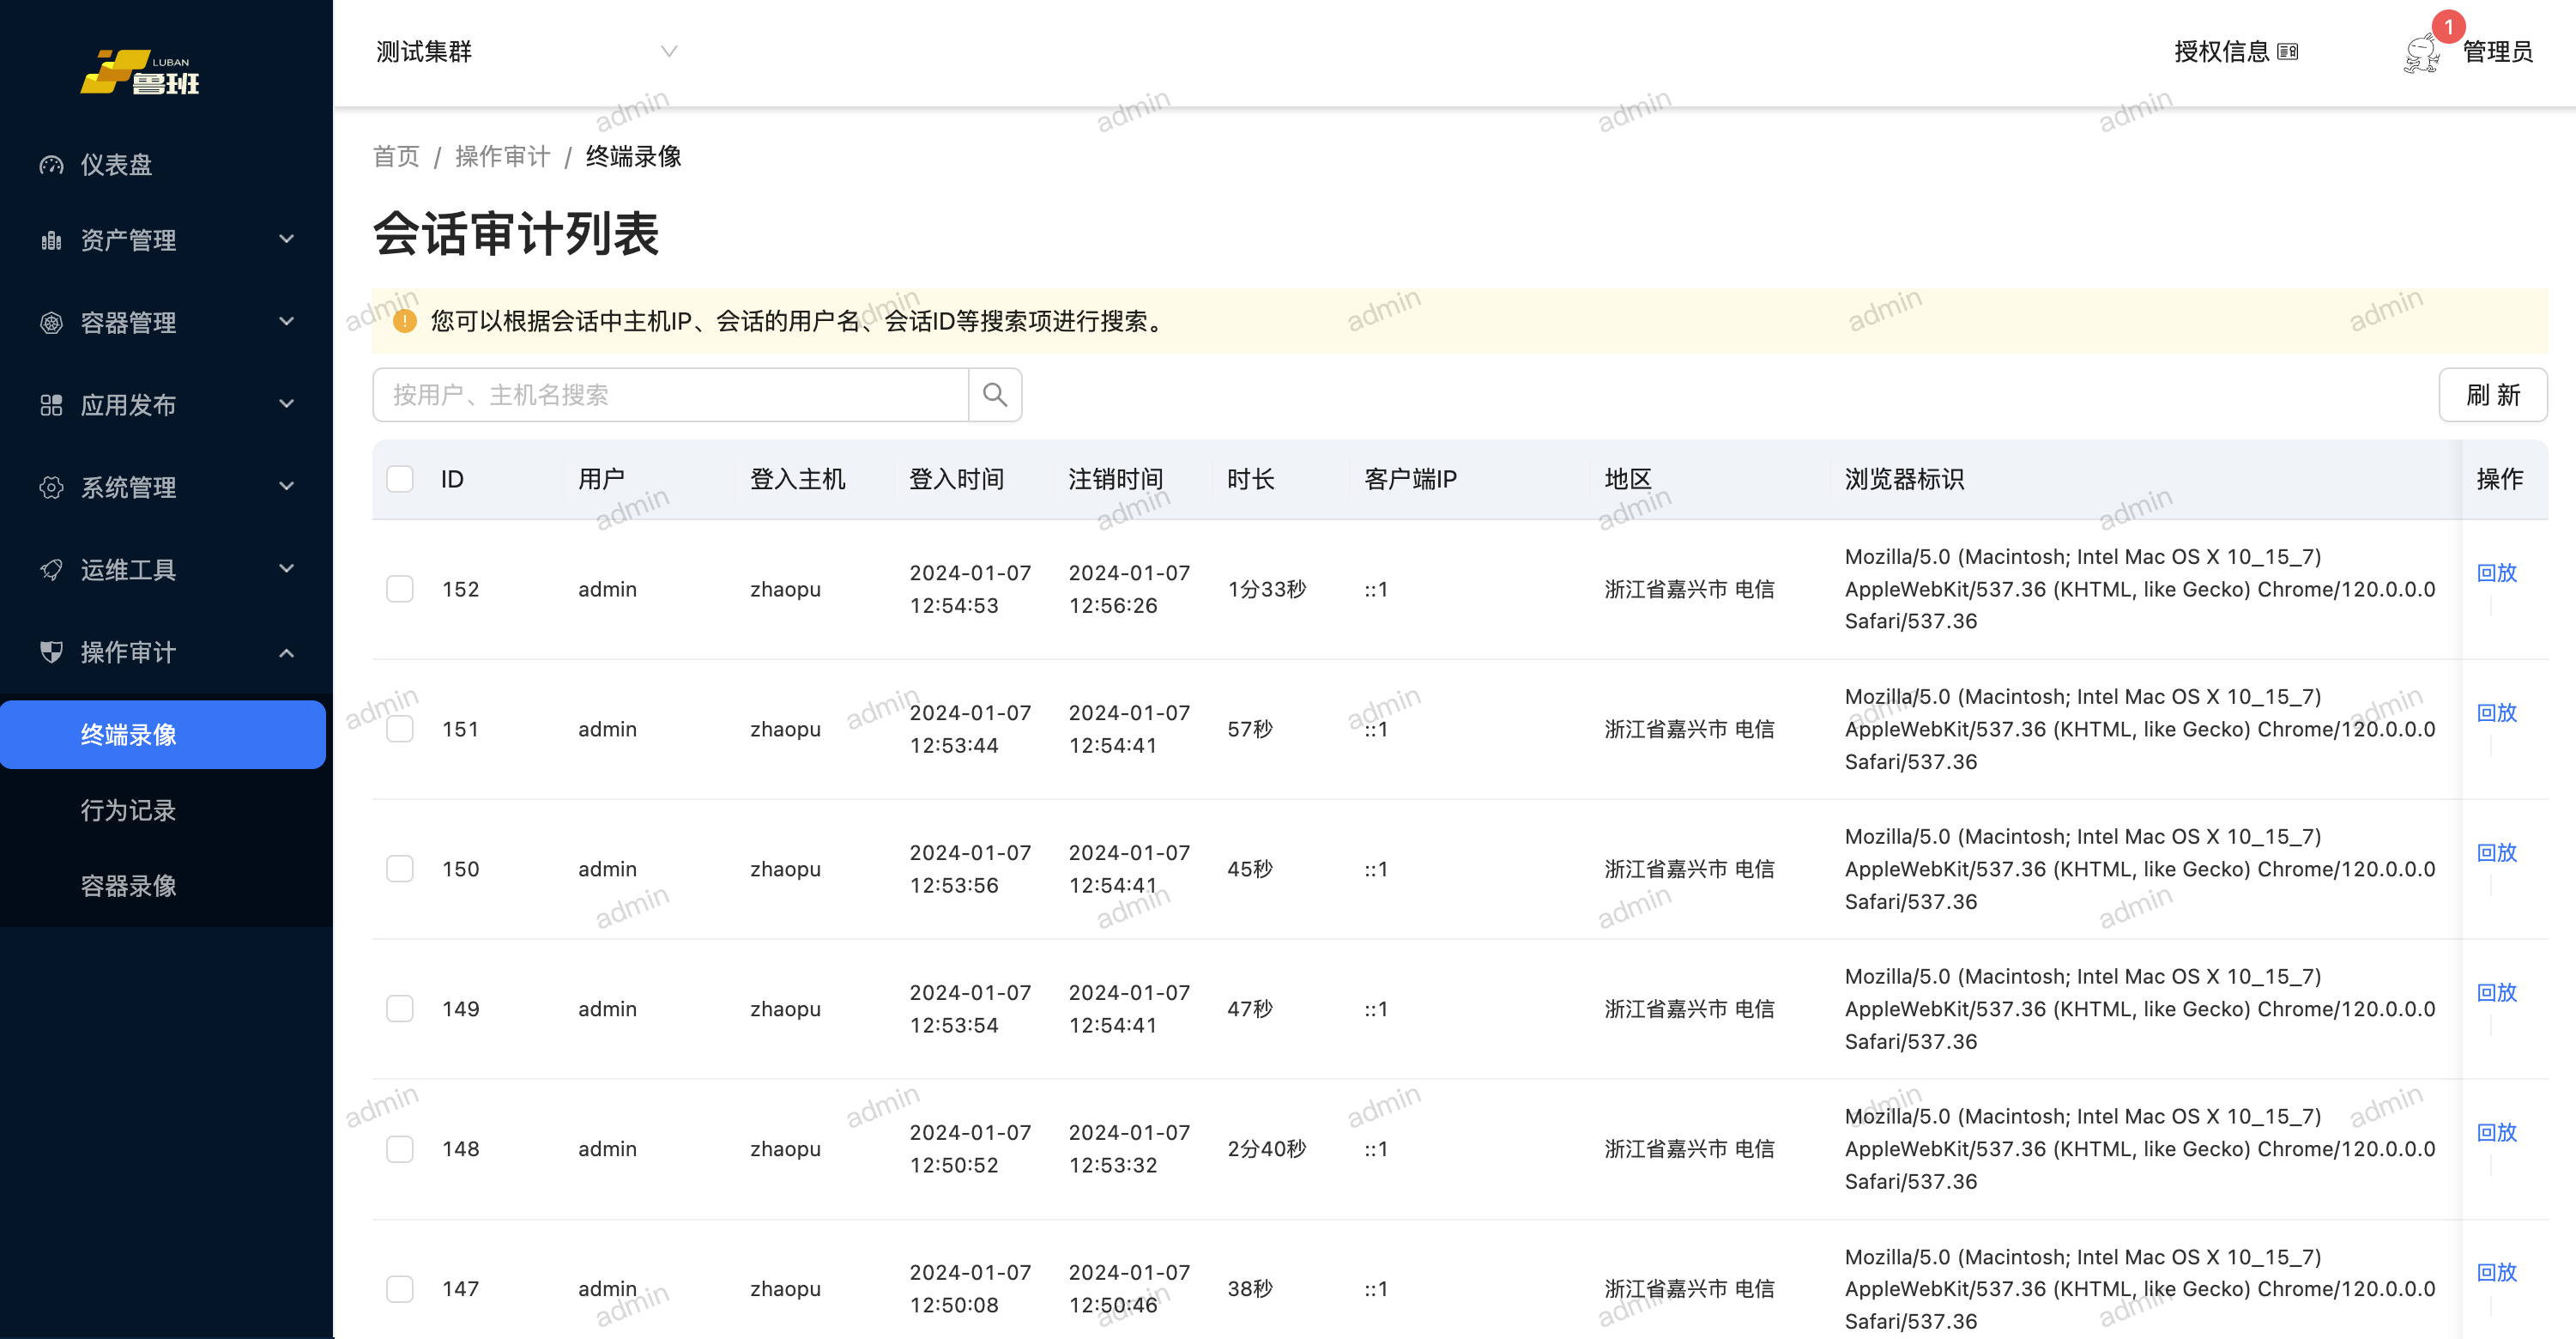 LUBAN
鲁班
仪表盘
资产管理
容器管理
应用发布
系统管理
运维工具
操作审计
终端录像
行为记录
容器录像
测试集群
授权信息
1
管理员
首页 / 操作审计 / 终端录像
会话审计列表
您可以根据会话中主机IP、会话的用户名、会话ID等搜索项进行搜索。
按用户、主机名搜索
刷 新
ID 用户 登入主机 登入时间 注销时间 时长 客户端IP 地区 浏览器标识 操作
152 admin zhaopu 2024-01-07 12:54:53 2024-01-07 12:56:26 1分33秒 ::1 浙江省嘉兴市 电信 Mozilla/5.0 (Macintosh; Intel Mac OS X 10_15_7) AppleWebKit/537.36 (KHTML, like Gecko) Chrome/120.0.0.0 Safari/537.36 回放
151 admin zhaopu 2024-01-07 12:53:44 2024-01-07 12:54:41 57秒 ::1 浙江省嘉兴市 电信 Mozilla/5.0 (Macintosh; Intel Mac OS X 10_15_7) AppleWebKit/537.36 (KHTML, like Gecko) Chrome/120.0.0.0 Safari/537.36 回放
150 admin zhaopu 2024-01-07 12:53:56 2024-01-07 12:54:41 45秒 ::1 浙江省嘉兴市 电信 Mozilla/5.0 (Macintosh; Intel Mac OS X 10_15_7) AppleWebKit/537.36 (KHTML, like Gecko) Chrome/120.0.0.0 Safari/537.36 回放
149 admin zhaopu 2024-01-07 12:53:54 2024-01-07 12:54:41 47秒 ::1 浙江省嘉兴市 电信 Mozilla/5.0 (Macintosh; Intel Mac OS X 10_15_7) AppleWebKit/537.36 (KHTML, like Gecko) Chrome/120.0.0.0 Safari/537.36 回放
148 admin zhaopu 2024-01-07 12:50:52 2024-01-07 12:53:32 2分40秒 ::1 浙江省嘉兴市 电信 Mozilla/5.0 (Macintosh; Intel Mac OS X 10_15_7) AppleWebKit/537.36 (KHTML, like Gecko) Chrome/120.0.0.0 Safari/537.36 回放
147 admin zhaopu 2024-01-07 12:50:08 2024-01-07 12:50:46 38秒 ::1 浙江省嘉兴市 电信 Mozilla/5.0 (Macintosh; Intel Mac OS X 10_15_7) AppleWebKit/537.36 (KHTML, like Gecko) Chrome/120.0.0.0 Safari/537.36 回放
admin